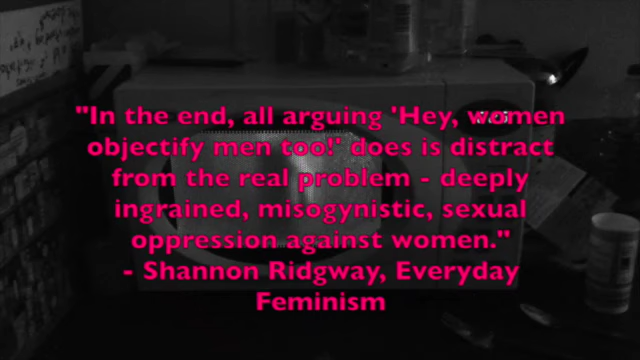 "In the end, all arguing 'Hey, women
objectify men too!' does is distract
from the real problem - deeply
ingrained, misogynistic, sexual
oppression against women."
- Shannon Ridgway, Everyday
Feminism